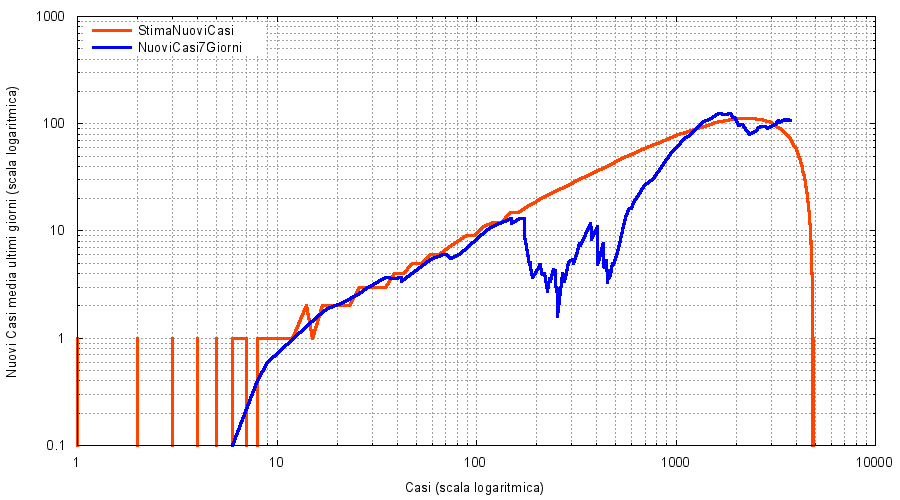 1000
StimaNuoviCasi
NuoviCasi7Giorni
100
10
1
0.1
Nuovi Casi media ultimi giorni (scala logaritmica)
1 10 100 1000 10000
Casi (scala logaritmica)